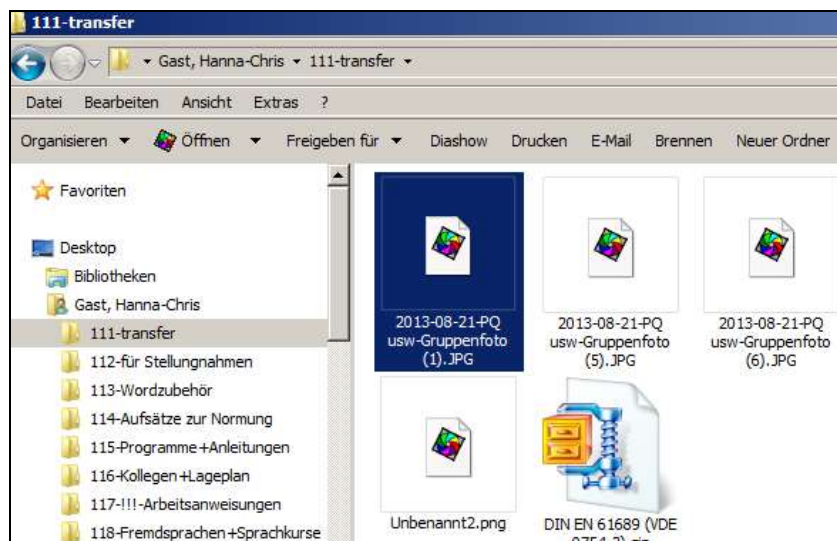 111-transfer
Gast, Hanna-Chris 111-transfer
Datei Bearbeiten Ansicht Extras ?
Organisieren Öffnen Freigeben für Diashow Drucken E-Mail Brennen Neuer Ordner
Favoriten
Desktop
Bibliotheken
Gast, Hanna-Chris
111-transfer
112-für Stellungnahmen
113-Wordzubehör
114-Aufsätze zur Normung
115-Programme+Anleitungen
116-Kollegen+Lageplan
117-!!!-Arbeitsanweisungen
118-Fremdsprachen+Sprachkurse
2013-08-21-PQ
usw-Gruppenfoto
(1).JPG
2013-08-21-PQ
usw-Gruppenfoto
(5).JPG
2013-08-21-PQ
usw-Gruppenfoto
(6).JPG
Unbenannt2.png
DIN EN 61689 (VDE